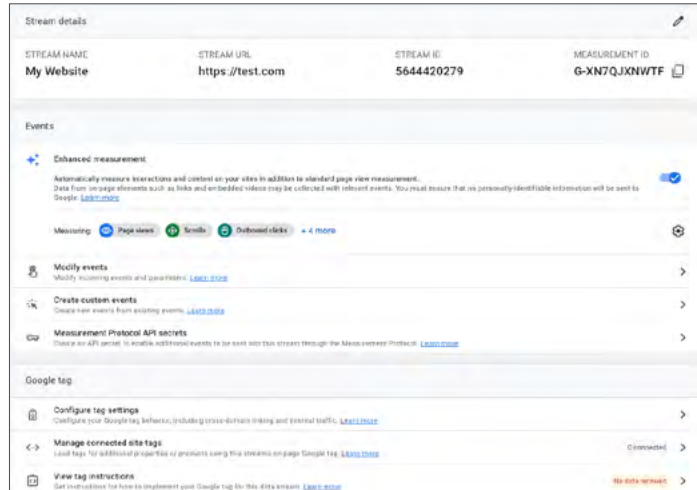 Stream details
STREAM NAME STREAM URL STREAM ID MEASUREMENT ID
My Website https://test.com 5644420279 G-XN7QJXNWTF
Events
Enhanced measurement
Automatically measure interactions and content on your sites in addition to standard page view measurement.
Data from on-page elements such as links and embedded videos may be collected with relevant events. You must ensure that no personally-identifiable information will be sent to
Google. Learn more
Measuring: Page views Scrolls Outbound clicks + 4 more
Modify events
Modify incoming events and parameters. Learn more
Create custom events
Create new events from existing events. Learn more
Measurement Protocol API secrets
Create an API secret to enable additional events to be sent into this stream through the Measurement Protocol. Learn more
Google tag
Configure tag settings
Configure your Google tag behavior, including cross-domain linking and internal traffic. Learn more
Manage connected site tags 0 connected
Load tags for additional properties or products using this stream's on-page Google tag. Learn more
View tag instructions
Get instructions for how to implement your Google tag for this data stream. Learn more